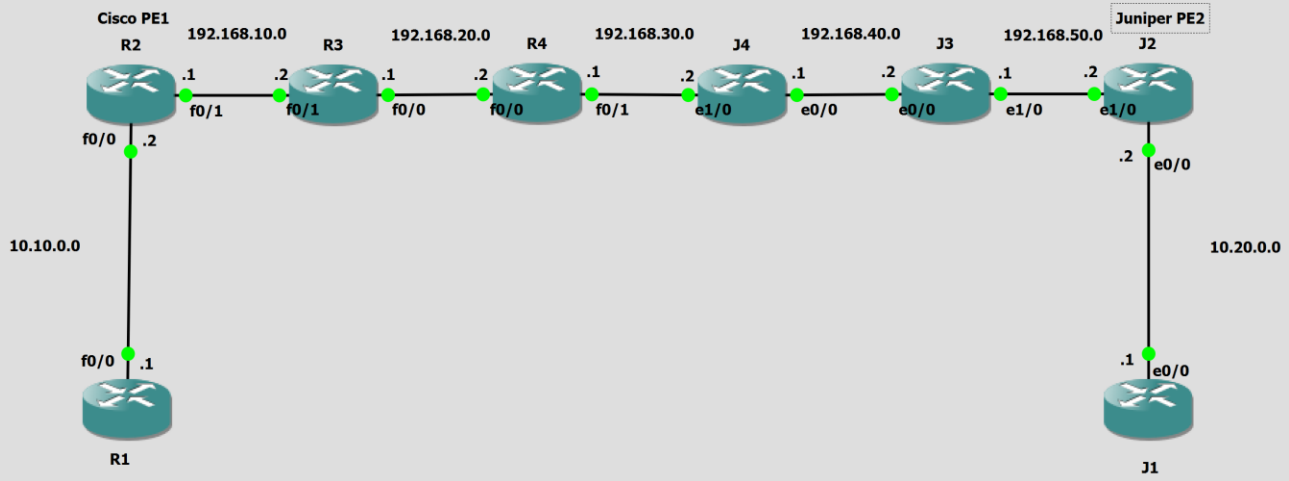 Cisco PE1
Juniper PE2
R2
192.168.10.0
R3
192.168.20.0
R4
192.168.30.0
J4
192.168.40.0
J3
192.168.50.0
J2
.1
.2
.1
.2
.1
.2
.1
.2
.1
.2
f0/1
f0/1
f0/0
f0/0
f0/1
e1/0
e0/0
e0/0
e1/0
e1/0
f0/0
.2
.2
e0/0
10.10.0.0
10.20.0.0
f0/0
.1
.1
e0/0
R1
J1